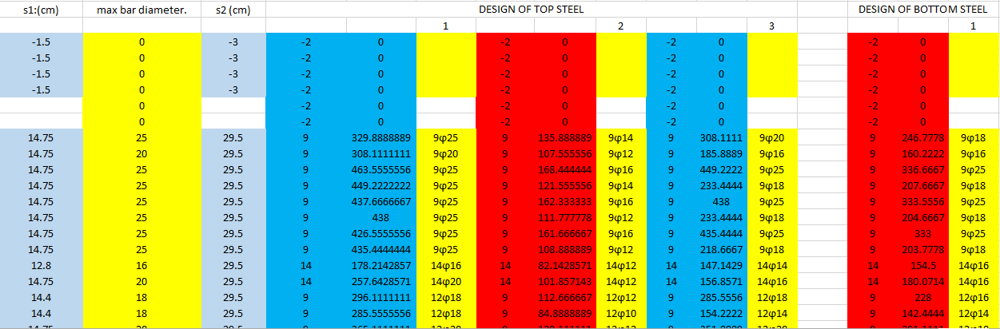 s1:(cm) max bar diameter. s2 (cm) DESIGN OF TOP STEEL DESIGN OF BOTTOM STEEL
1 2 3 1
-1.5 0 -3 -2 0 -2 0 -2 0 -2 0
-1.5 0 -3 -2 0 -2 0 -2 0 -2 0
-1.5 0 -3 -2 0 -2 0 -2 0 -2 0
-1.5 0 -3 -2 0 -2 0 -2 0 -2 0
0 -2 0 -2 0 -2 0 -2 0
0 -2 0 -2 0 -2 0 -2 0
14.75 25 29.5 9 329.8888889 9φ25 9 135.888889 9φ14 9 308.1111 9φ20 9 246.7778 9φ18
14.75 20 29.5 9 308.1111111 9φ20 9 107.555556 9φ12 9 185.8889 9φ16 9 160.2222 9φ16
14.75 25 29.5 9 463.5555556 9φ25 9 168.444444 9φ16 9 449.2222 9φ25 9 336.6667 9φ25
14.75 25 29.5 9 449.2222222 9φ25 9 121.555556 9φ14 9 233.4444 9φ18 9 207.6667 9φ18
14.75 25 29.5 9 437.6666667 9φ25 9 162.333333 9φ16 9 438 9φ25 9 333.5556 9φ25
14.75 25 29.5 9 438 9φ25 9 111.777778 9φ12 9 233.4444 9φ18 9 204.6667 9φ18
14.75 25 29.5 9 426.5555556 9φ25 9 161.666667 9φ16 9 435.4444 9φ25 9 333 9φ25
14.75 25 29.5 9 435.4444444 9φ25 9 108.888889 9φ12 9 218.6667 9φ18 9 203.7778 9φ18
12.8 16 29.5 14 178.2142857 14φ16 14 82.1428571 14φ12 14 147.1429 14φ14 14 154.5 14φ16
14.75 20 29.5 14 257.6428571 14φ20 14 101.857143 14φ12 14 156.8571 14φ16 14 180.0714 14φ16
14.4 18 29.5 9 296.1111111 12φ18 9 112.666667 12φ12 9 285.5556 12φ18 9 228 12φ16
14.4 18 29.5 9 285.5555556 12φ18 9 84.8888889 12φ10 9 154.2222 12φ14 9 142.4444 12φ14